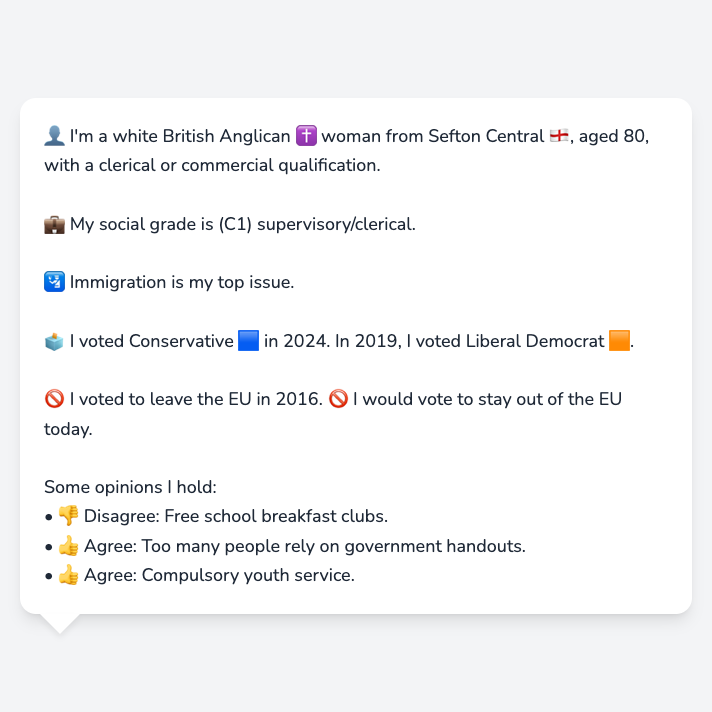 👤 I'm a white British Anglican ✝️ woman from Sefton Central 🏴󠁧󠁢󠁥󠁮󠁧󠁿, aged 80,
with a clerical or commercial qualification.
💼 My social grade is (C1) supervisory/clerical.
🛂 Immigration is my top issue.
🗳️ I voted Conservative 🟦 in 2024. In 2019, I voted Liberal Democrat 🟧.
🚫 I voted to leave the EU in 2016. 🚫 I would vote to stay out of the EU
today.
Some opinions I hold:
• 👎 Disagree: Free school breakfast clubs.
• 👍 Agree: Too many people rely on government handouts.
• 👍 Agree: Compulsory youth service.